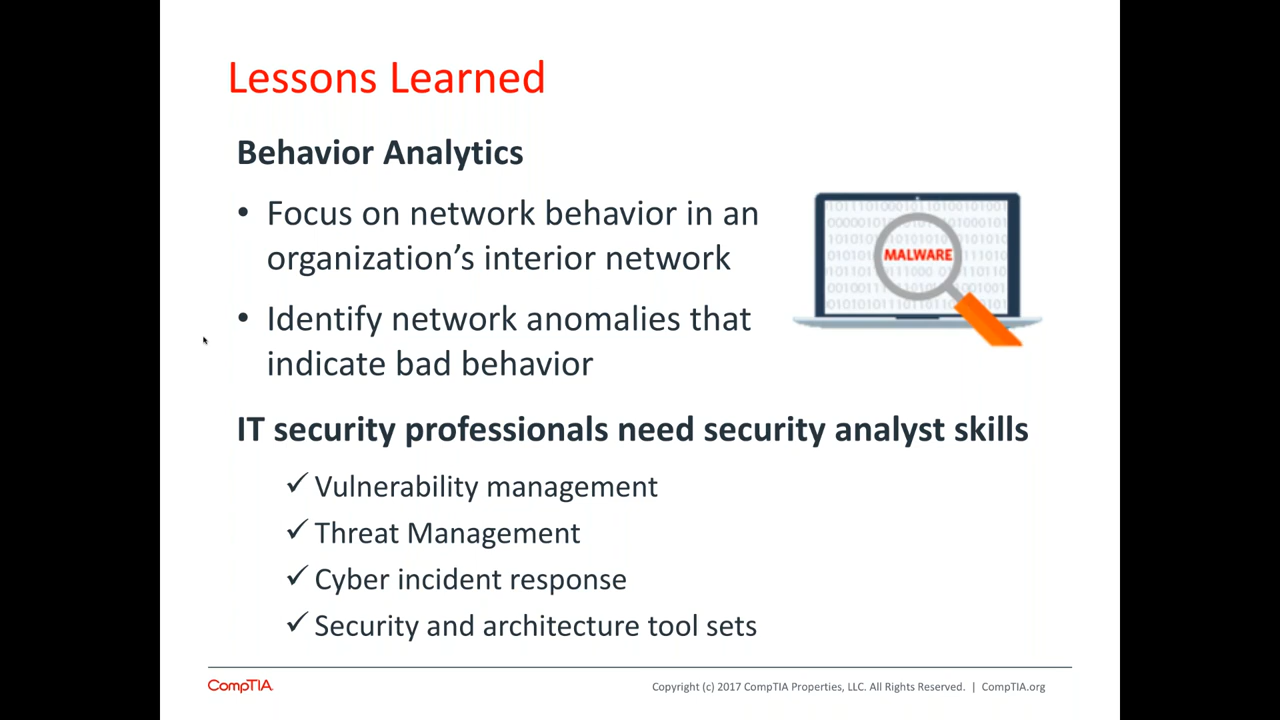 Lessons Learned
Behavior Analytics
• Focus on network behavior in an
organization's interior network
• Identify network anomalies that
indicate bad behavior
MALWARE
IT security professionals need security analyst skills
✓ Vulnerability management
✓ Threat Management
✓ Cyber incident response
✓ Security and architecture tool sets
CompTIA
Copyright (c) 2017 CompTIA Properties, LLC. All Rights Reserved. | CompTIA.org